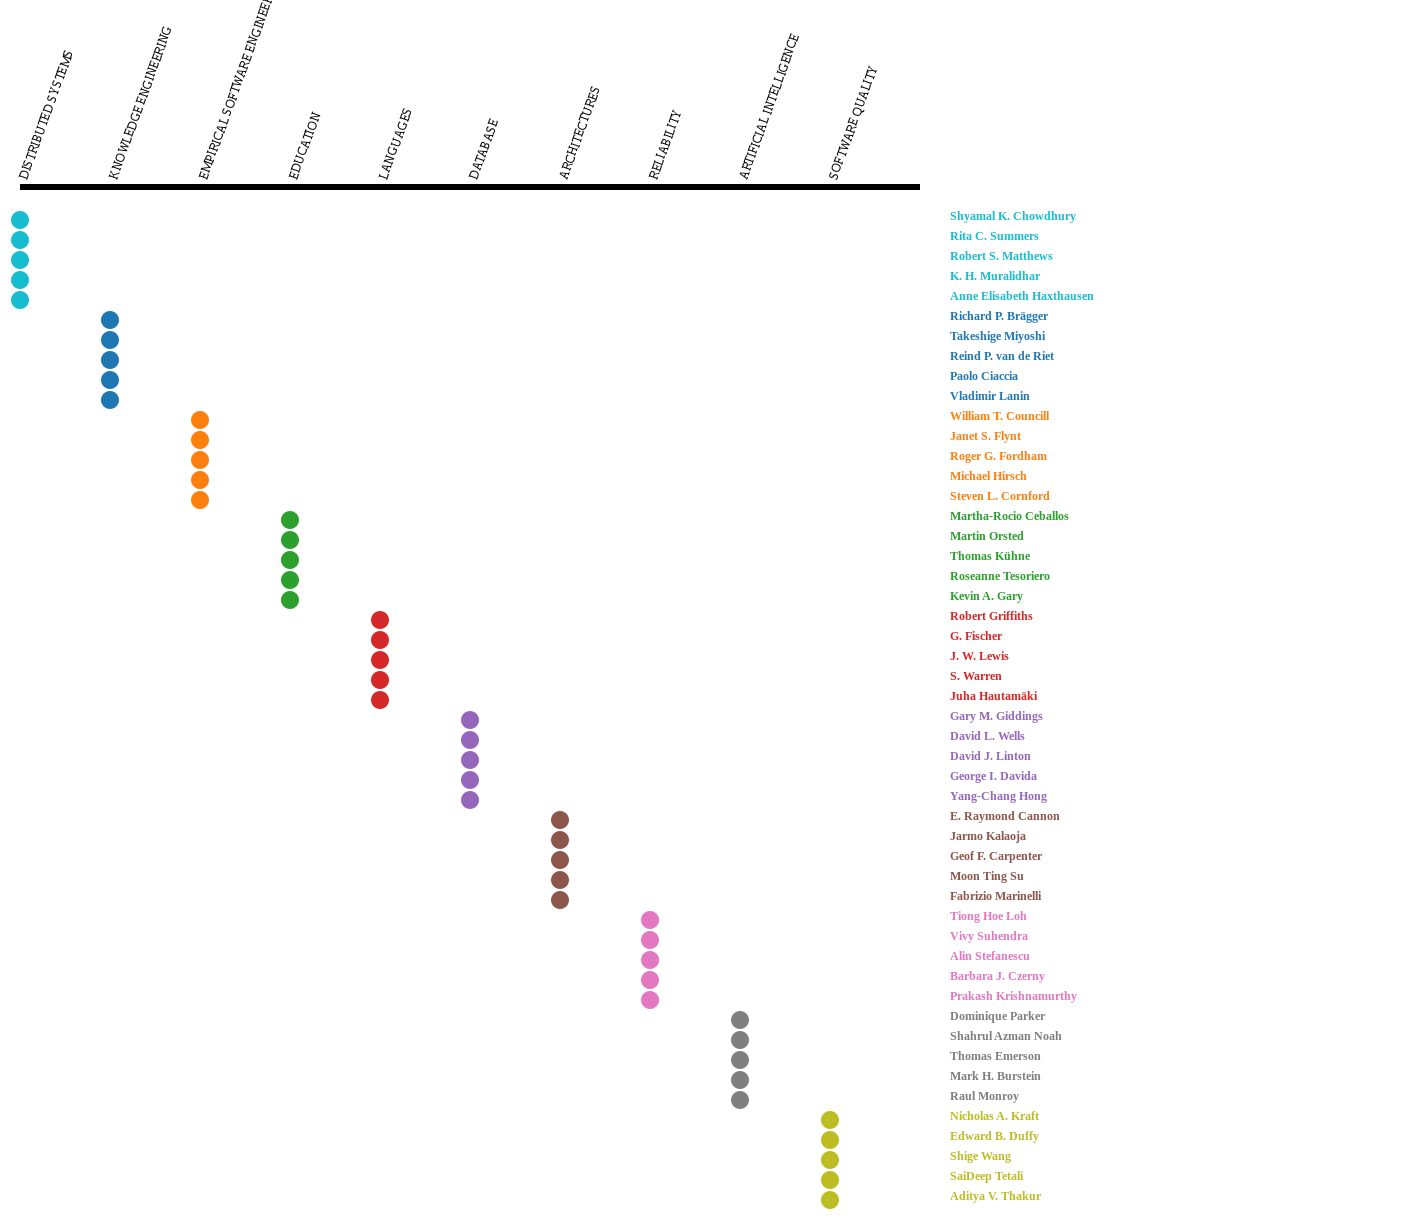 DISTRIBUTED SYSTEMS
KNOWLEDGE ENGINEERING
EMPIRICAL SOFTWARE
EDUCATION
LANGUAGES
DATABASE
ARCHITECTURES
RELIABILITY
ARTIFICIAL INTELLIGENCE
SOFTWARE QUALITY
Shyamal K. Chowdhury
Rita C. Summers
Robert S. Matthews
K. H. Muralidhar
Anne Elisabeth Haxthausen
Richard P. Brägger
Takeshige Miyoshi
Reind P. van de Riet
Paolo Ciaccia
Vladimir Lanin
William T. Councill
Janet S. Flynt
Roger G. Fordham
Michael Hirsch
Steven L. Cornford
Martha-Rocio Ceballos
Martin Orsted
Thomas Kühne
Roseanne Tesoriero
Kevin A. Gary
Robert Griffiths
G. Fischer
J. W. Lewis
S. Warren
Juha Hautamäki
Gary M. Giddings
David L. Wells
David J. Linton
George I. Davida
Yang-Chang Hong
E. Raymond Cannon
Jarmo Kalaoja
Geof F. Carpenter
Moon Ting Su
Fabrizio Marinelli
Tiong Hoe Loh
Vivy Suhendra
Alin Stefanescu
Barbara J. Czerny
Prakash Krishnamurthy
Dominique Parker
Shahrul Azman Noah
Thomas Emerson
Mark H. Burstein
Raul Monroy
Nicholas A. Kraft
Edward B. Duffy
Shige Wang
SaiDeep Tetali
Aditya V. Thakur